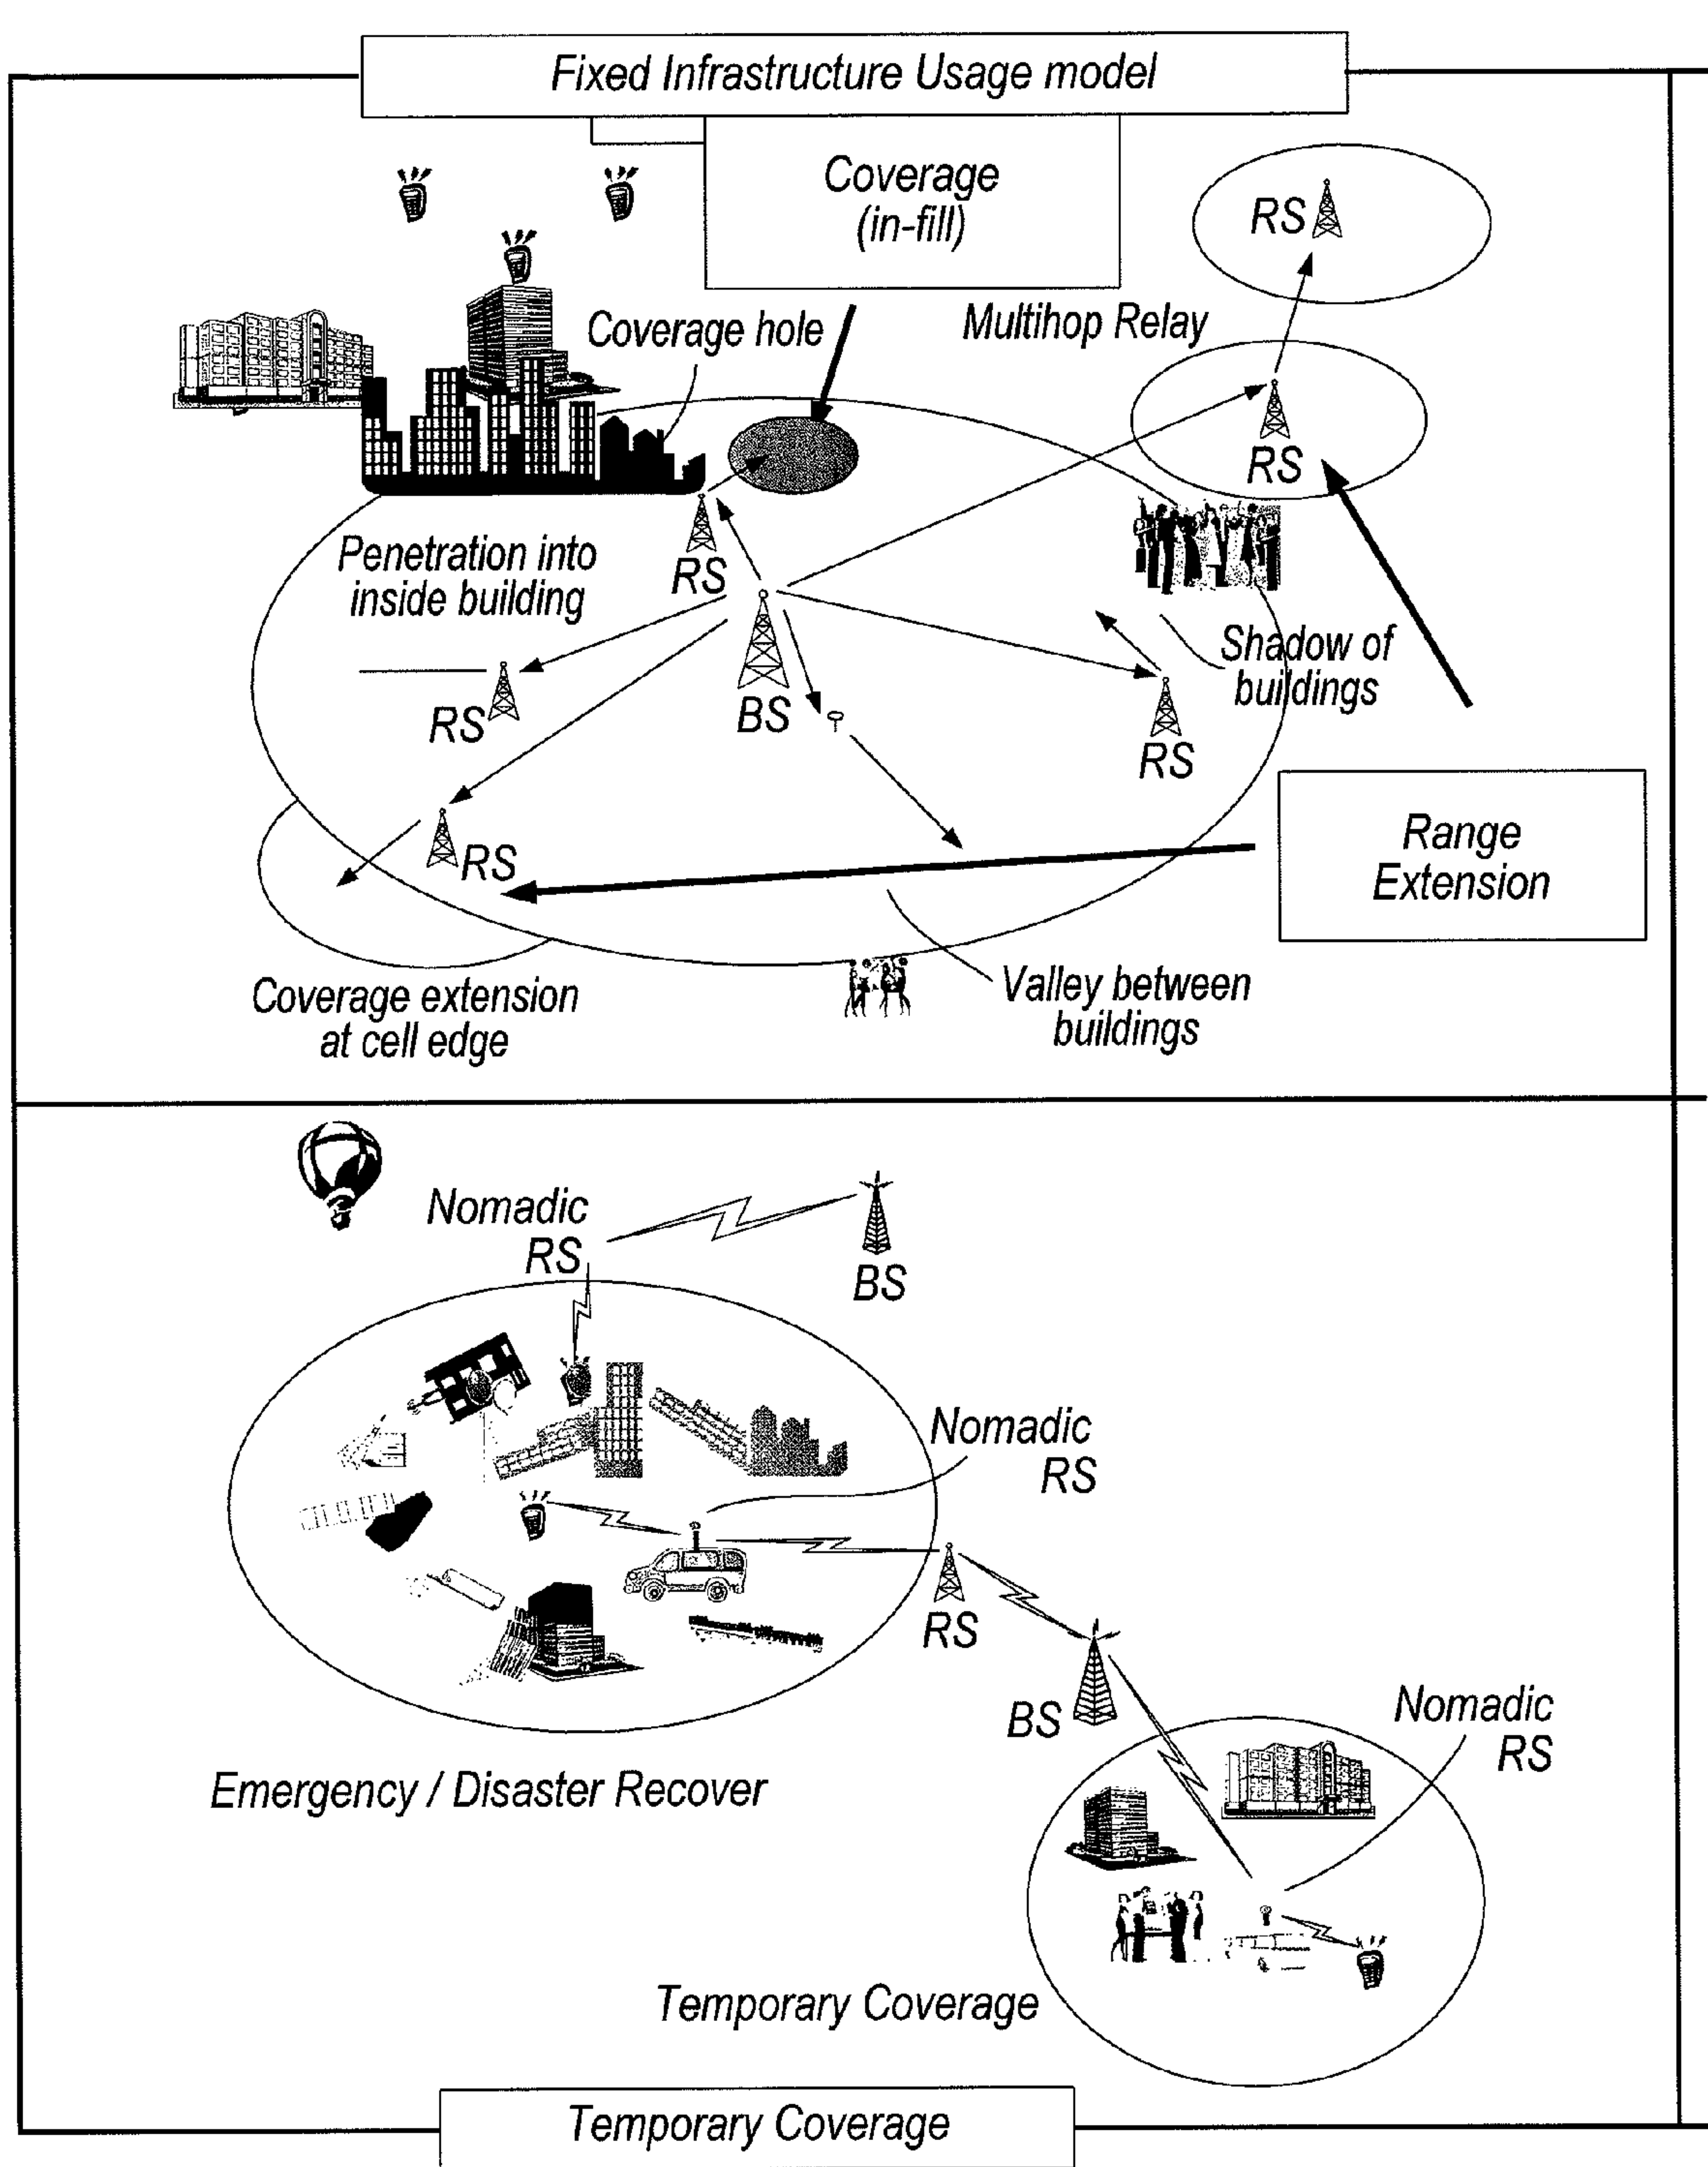 Fixed Infrastructure Usage model
Coverage
(in-fill)
RS
Coverage hole
Multihop Relay
RS
Penetration into
inside building
RS
Shadow of
buildings
RS
BS
RS
RS
Range
Extension
Coverage extension
at cell edge
Valley between
buildings
Nomadic
RS
BS
Nomadic
RS
RS
BS
Nomadic
RS
Emergency / Disaster Recover
Temporary Coverage
Temporary Coverage